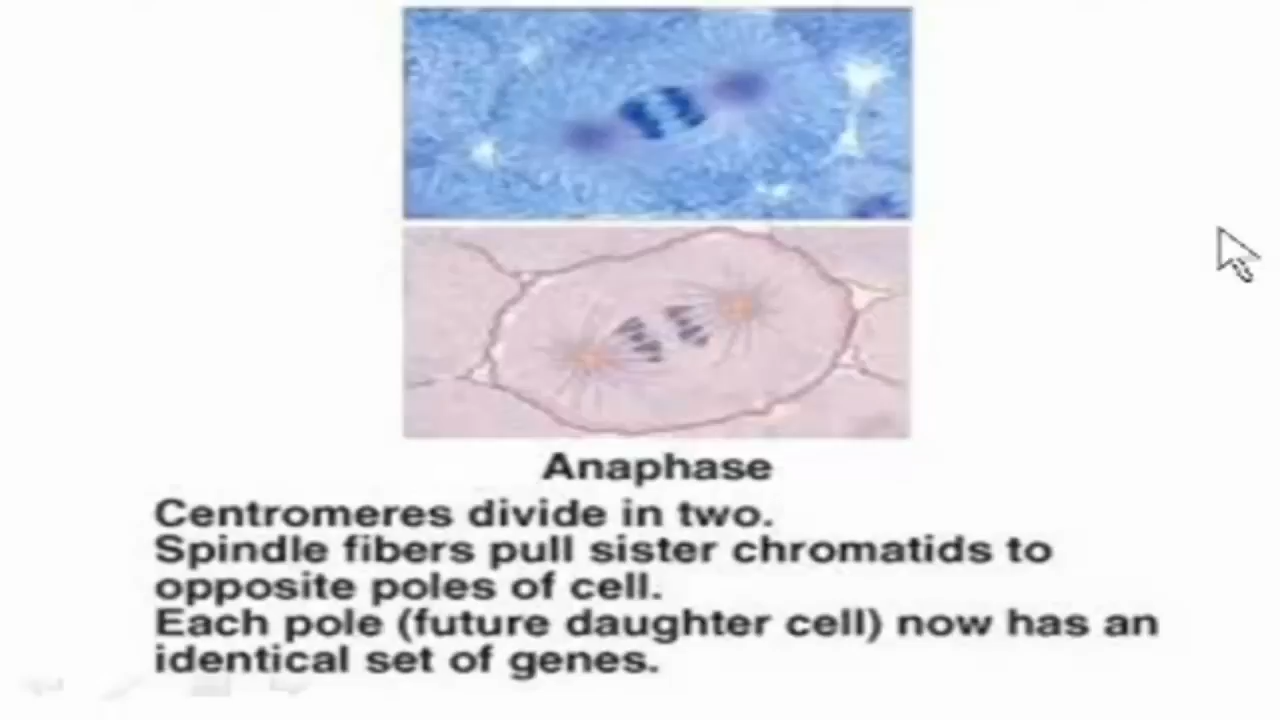 Anaphase
Centromeres divide in two.
Spindle fibers pull sister chromatids to
opposite poles of cell.
Each pole (future daughter cell) now has an
identical set of genes.